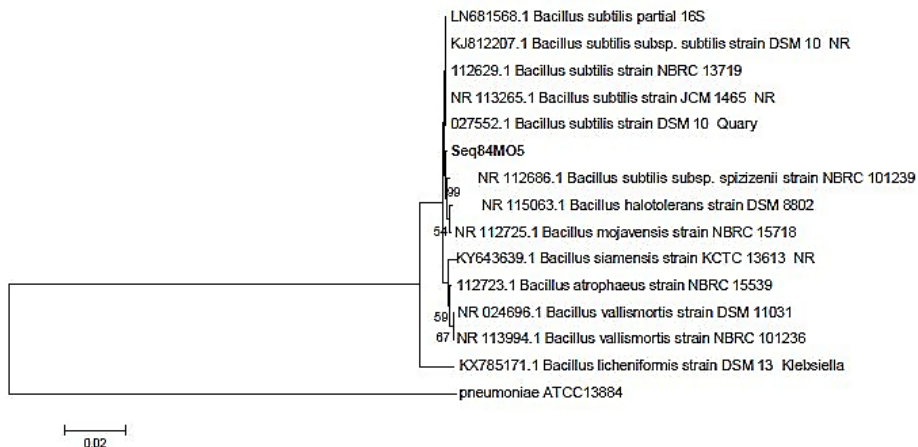 LN681568.1 Bacillus subtilis partial 16S
KJ812207.1 Bacillus subtilis subsp. subtilis strain DSM 10 NR
112629.1 Bacillus subtilis strain NBRC 13719
NR 113265.1 Bacillus subtilis strain JCM 1465 NR
027552.1 Bacillus subtilis strain DSM 10 Quary
Seq84MO5
NR 112686.1 Bacillus subtilis subsp. spizizenii strain NBRC 101239
99
NR 115063.1 Bacillus halotolerans strain DSM 8802
54
NR 112725.1 Bacillus mojavensis strain NBRC 15718
KY643639.1 Bacillus siamensis strain KCTC 13613 NR
112723.1 Bacillus atrophaeus strain NBRC 15539
NR 024696.1 Bacillus vallismortis strain DSM 11031
59
67
NR 113994.1 Bacillus vallismortis strain NBRC 101236
KX785171.1 Bacillus licheniformis strain DSM 13 Klebsiella
pneumoniae ATCC13884
0.02